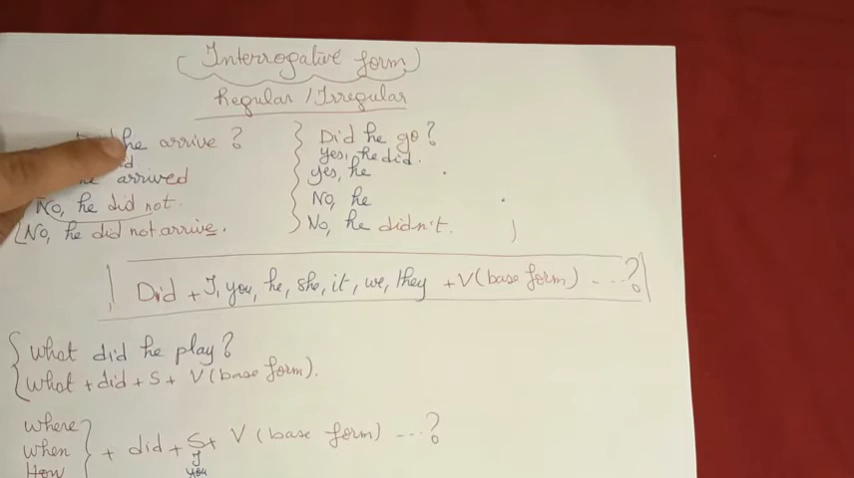 (Interrogative form)
Regular / Irregular
he arrive ?
he arrived
No, he did not.
No, he did not arrive.
Did he go ?
yes, he did.
yes, he
No, he
No, he didn't.
Did + I, you, he, she, it, we, they + V (base form) ...?
what did he play ?
what + did + S + V (base form).
where
when
How
+ did + S + V (base form) ...?
I
you